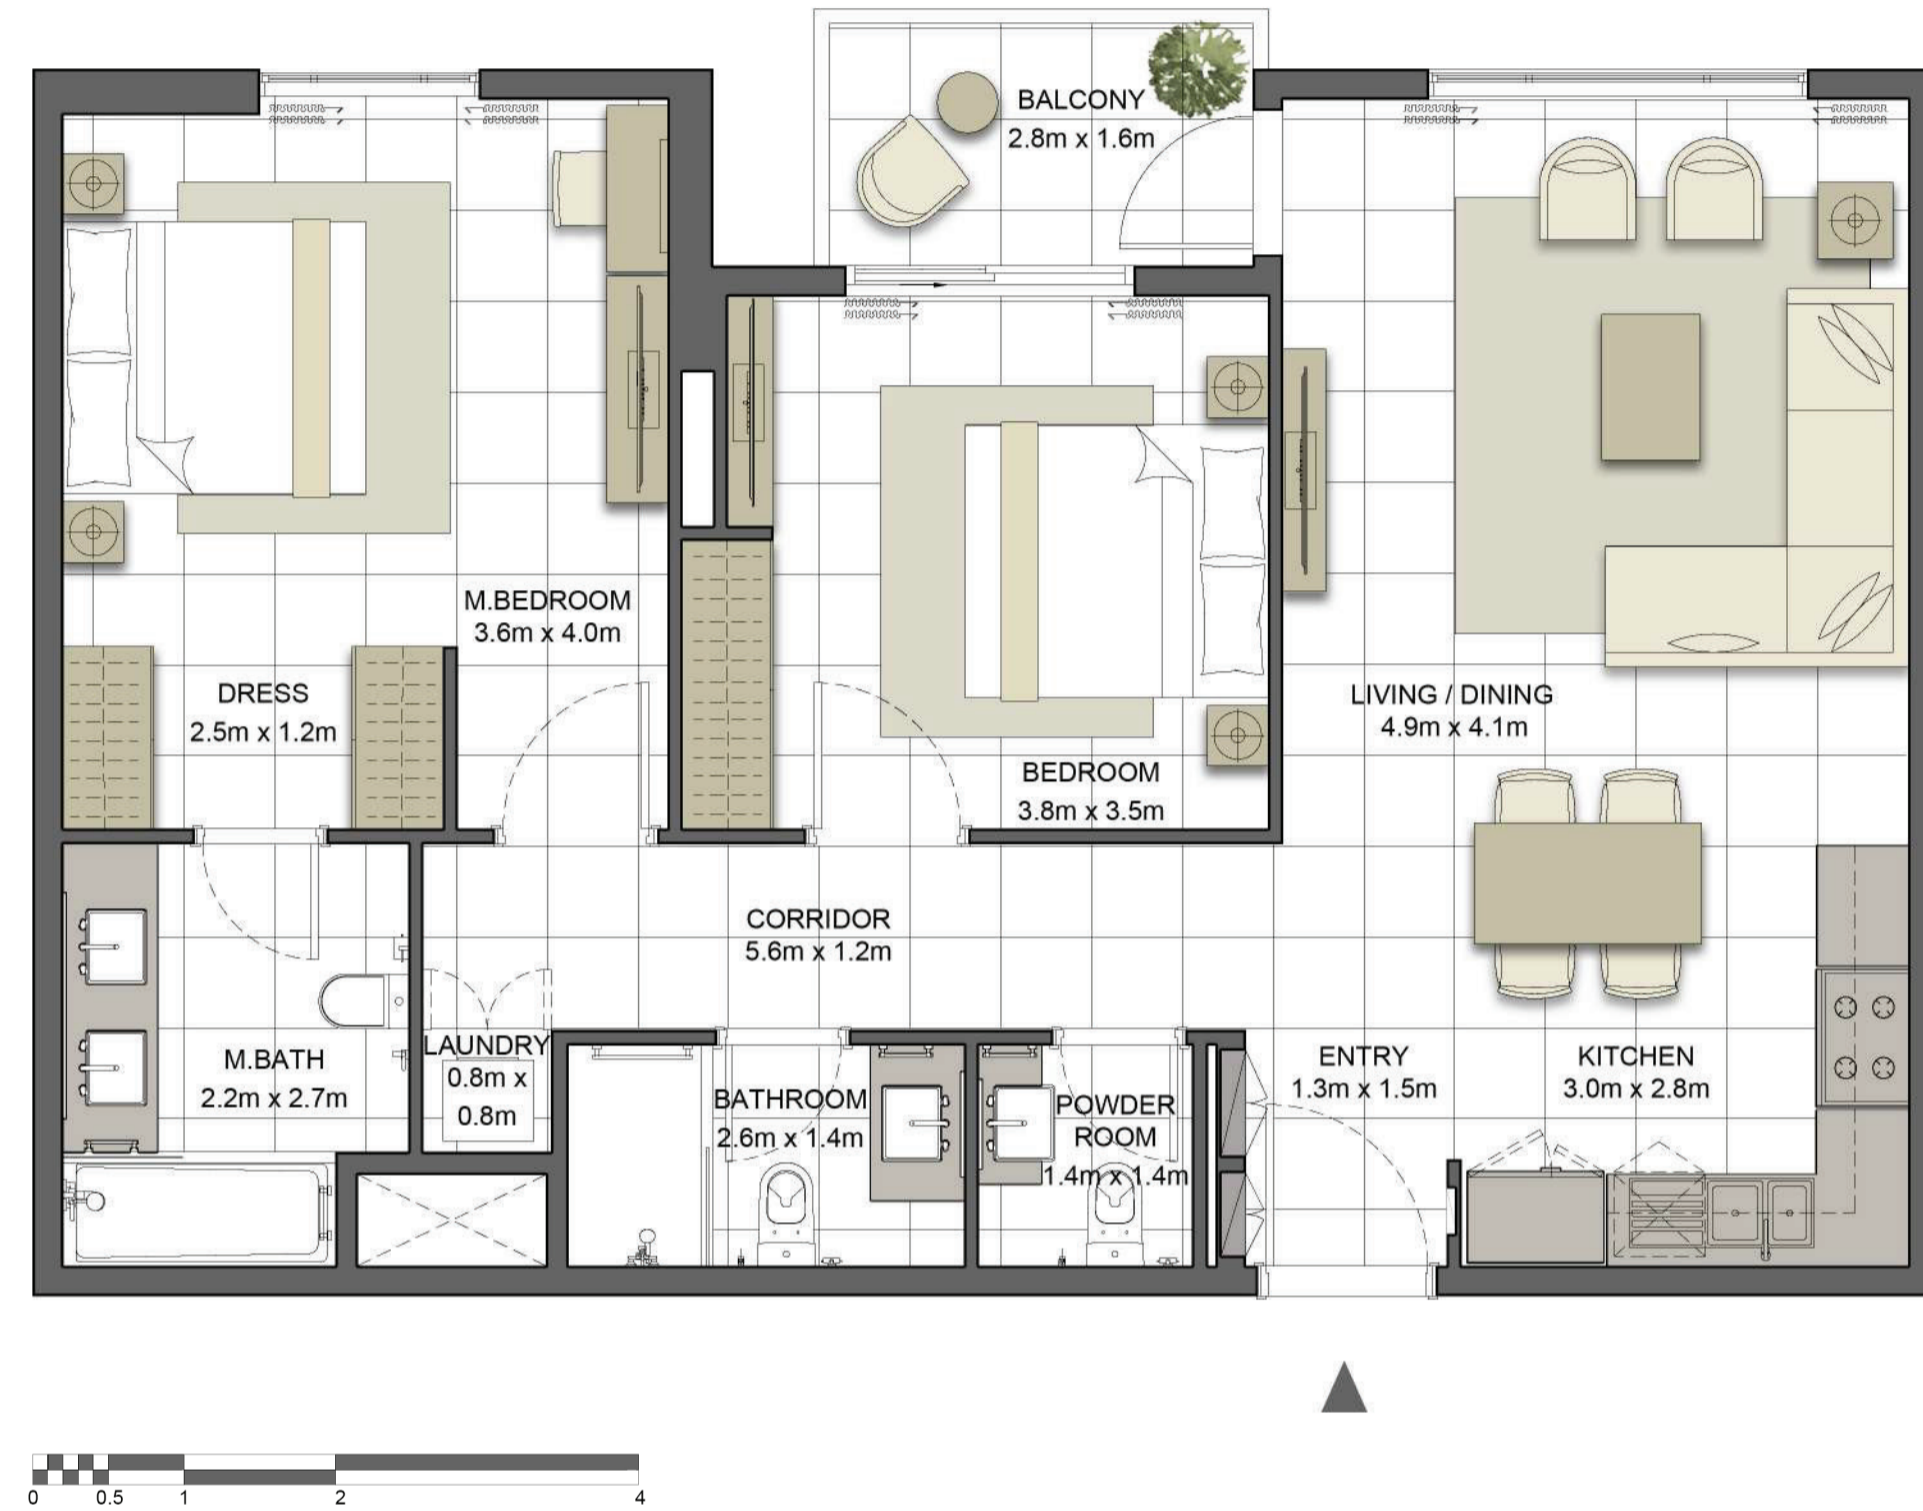 BALCONY
2.8m x 1.6m
M.BEDROOM
3.6m x 4.0m
DRESS
2.5m x 1.2m
BEDROOM
3.8m x 3.5m
LIVING / DINING
4.9m x 4.1m
CORRIDOR
5.6m x 1.2m
M.BATH
2.2m x 2.7m
LAUNDRY
0.8m x
0.8m
BATHROOM
2.6m x 1.4m
POWDER
ROOM
1.4m x 1.4m
ENTRY
1.3m x 1.5m
KITCHEN
3.0m x 2.8m
0 0.5 1 2 4